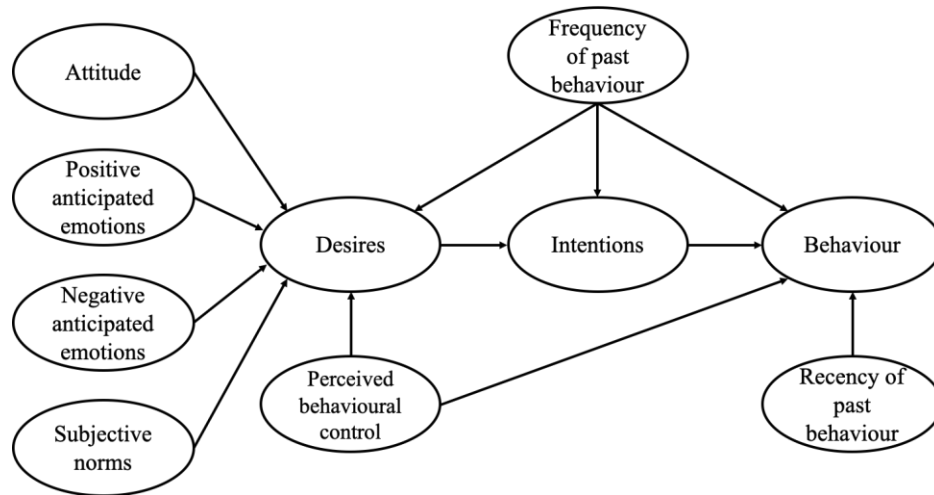 Attitude
Positive
anticipated
emotions
Negative
anticipated
emotions
Subjective
norms
Frequency
of past
behaviour
Desires
Intentions
Behaviour
Perceived
behavioural
control
Recency of
past
behaviour